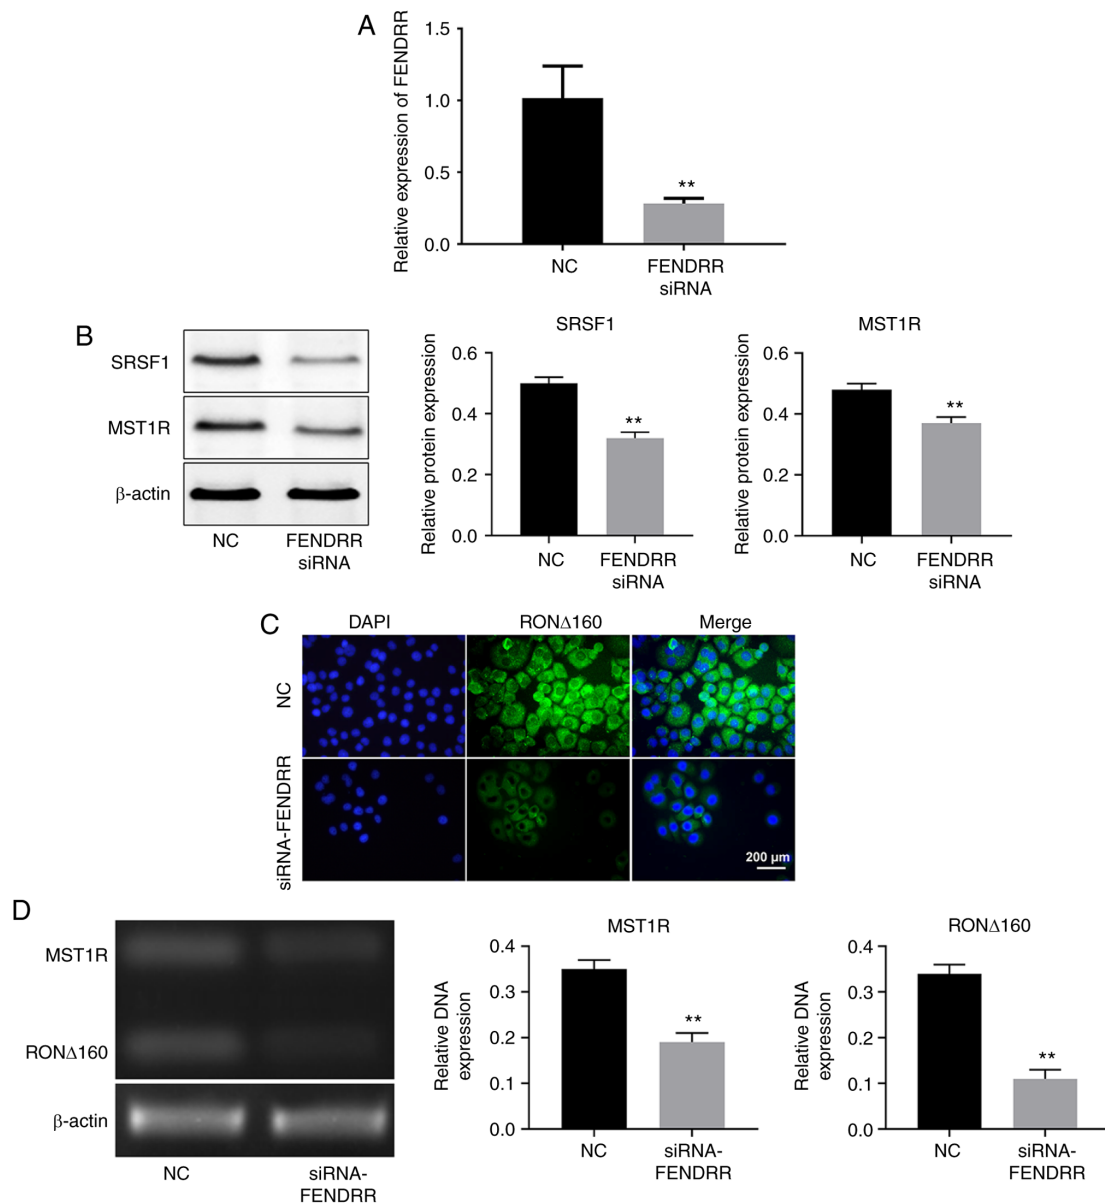 A
Relative expression of FENDRR
1.5
1.0
0.5
0.0
**
NC
FENDRR
siRNA
B
SRSF1
MST1R
β-actin
NC
FENDRR
siRNA
SRSF1
Relative protein expression
0.6
0.4
0.2
0.0
**
NC
FENDRR
siRNA
MST1R
Relative protein expression
0.6
0.4
0.2
0.0
**
NC
FENDRR
siRNA
C
DAPI
RONΔ160
Merge
NC
siRNA-FENDRR
200 µm
D
MST1R
RONΔ160
β-actin
NC
siRNA-
FENDRR
MST1R
Relative DNA
expression
0.4
0.3
0.2
0.1
0.0
**
NC
siRNA-
FENDRR
RONΔ160
Relative DNA
expression
0.4
0.3
0.2
0.1
0.0
**
NC
siRNA-
FENDRR